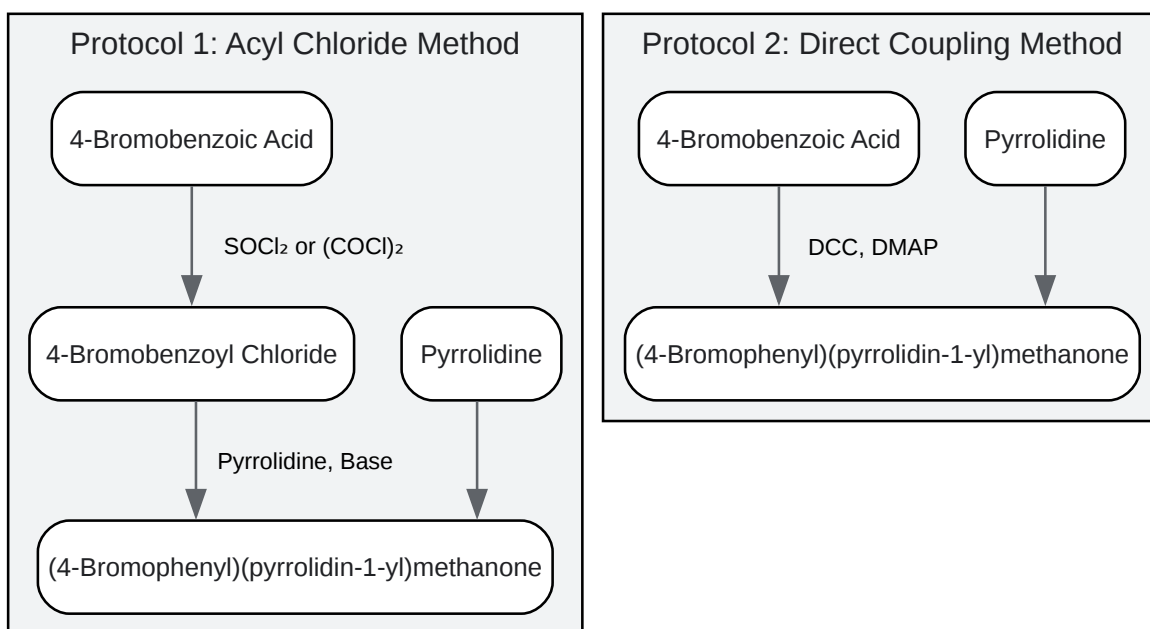 Protocol 1: Acyl Chloride Method
4-Bromobenzoic Acid
SOCl₂ or (COCl)₂
4-Bromobenzoyl Chloride
Pyrrolidine
Pyrrolidine, Base
(4-Bromophenyl)(pyrrolidin-1-yl)methanone
Protocol 2: Direct Coupling Method
4-Bromobenzoic Acid
Pyrrolidine
DCC, DMAP
(4-Bromophenyl)(pyrrolidin-1-yl)methanone